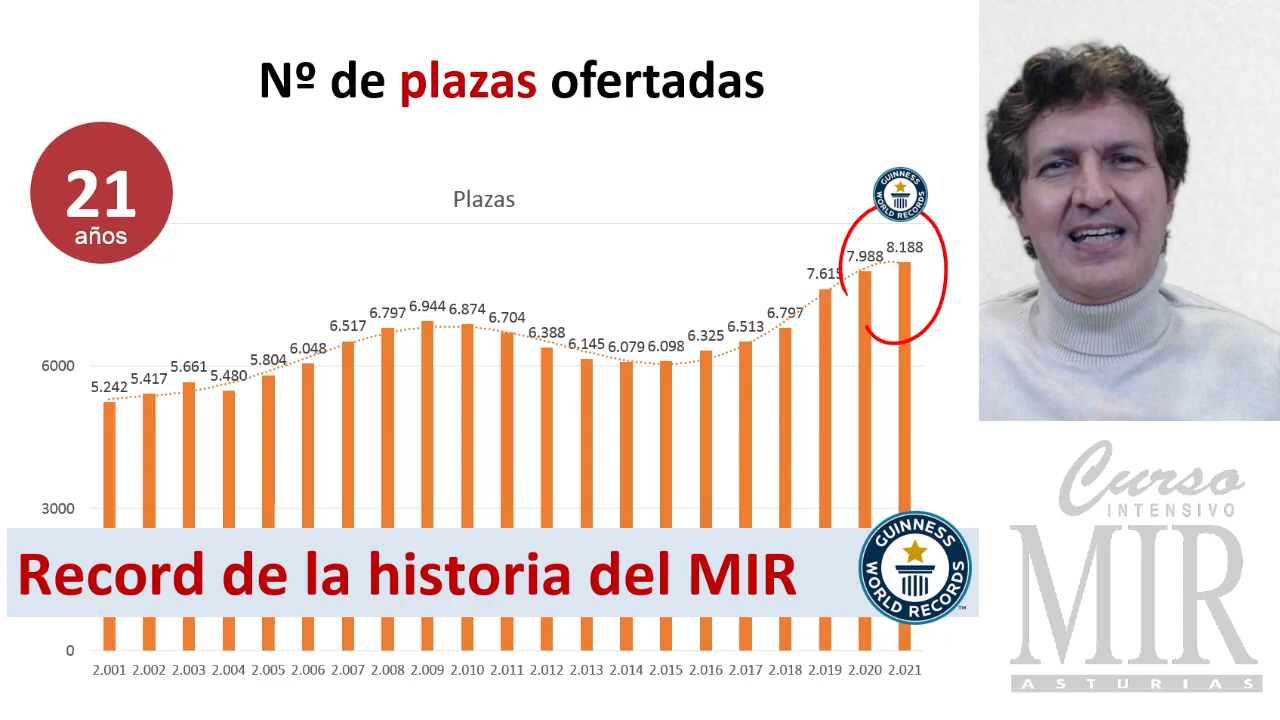 Nº de plazas ofertadas
21
años
Plazas
GUINNESS
WORLD RECORDS
5.242 5.417 5.661 5.480 5.804 6.048 6.517 6.797 6.944 6.874 6.704 6.388 6.145 6.079 6.098 6.325 6.513 6.797 7.615 7.988 8.188
6000
3000
Record de la historia del MIR
GUINNESS
WORLD RECORDS
™
0
2.001 2.002 2.003 2.004 2.005 2.006 2.007 2.008 2.009 2.010 2.011 2.012 2.013 2.014 2.015 2.016 2.017 2.018 2.019 2.020 2.021
Curso
INTENSIVO
MIR
ASTURIAS